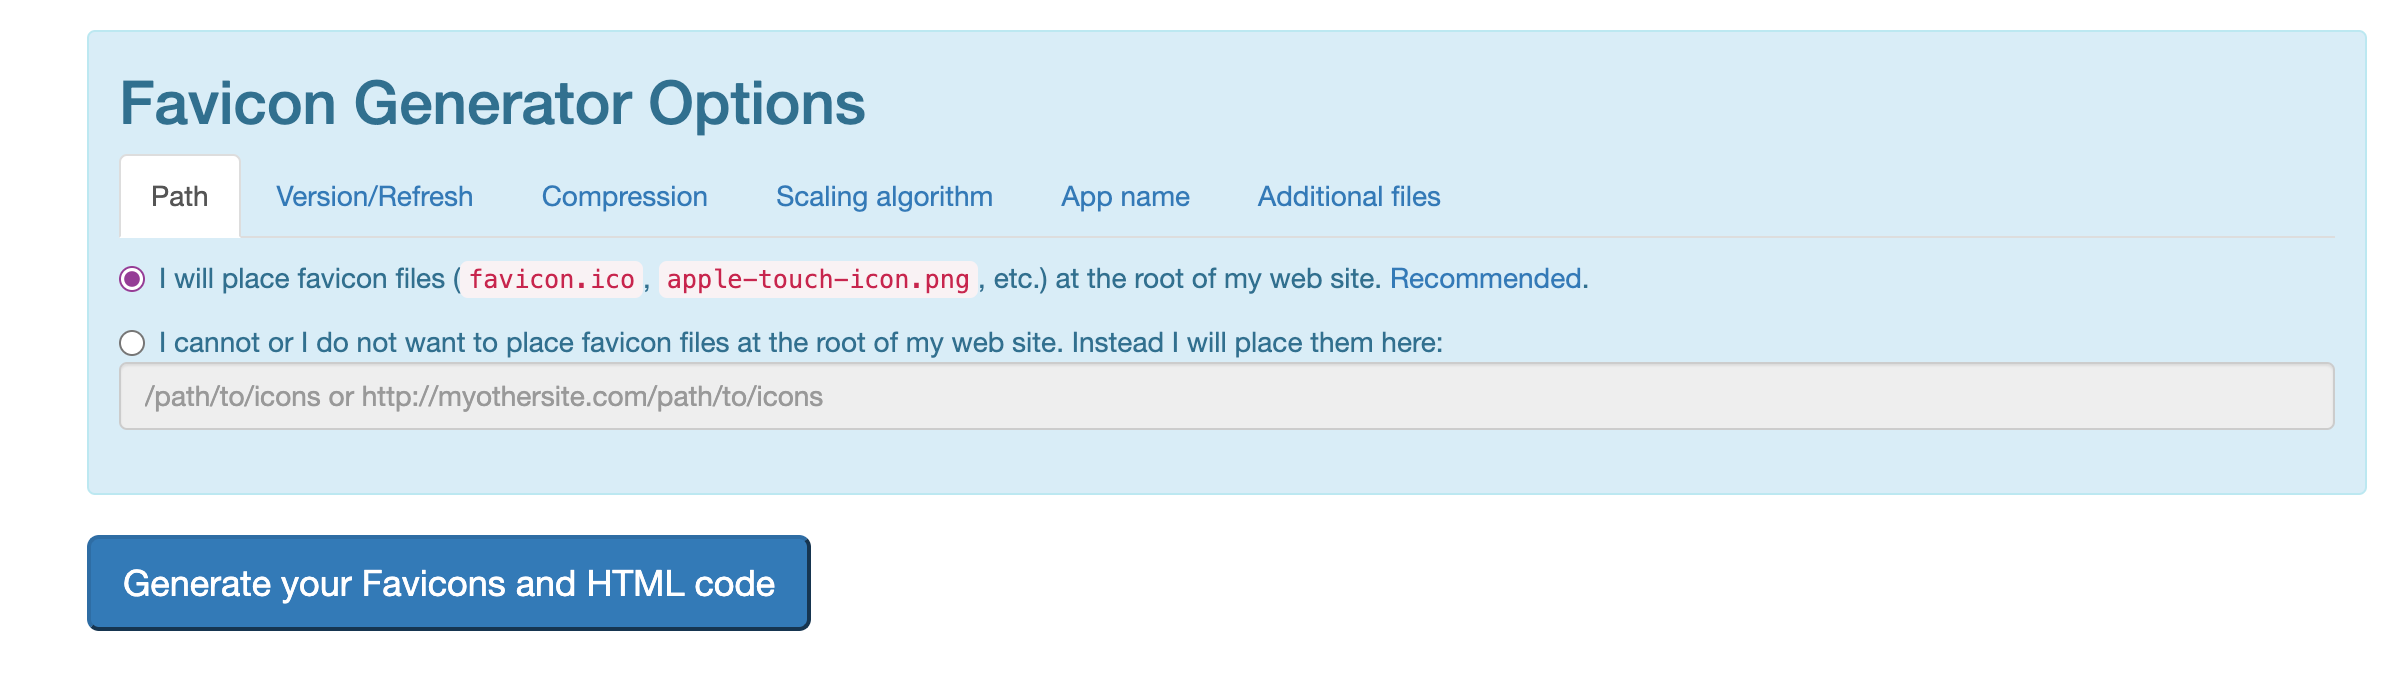 Favicon Generator Options
Path Version/Refresh Compression Scaling algorithm App name Additional files
I will place favicon files (favicon.ico, apple-touch-icon.png, etc.) at the root of my web site. Recommended.
I cannot or I do not want to place favicon files at the root of my web site. Instead I will place them here:
/path/to/icons or http://myothersite.com/path/to/icons
Generate your Favicons and HTML code